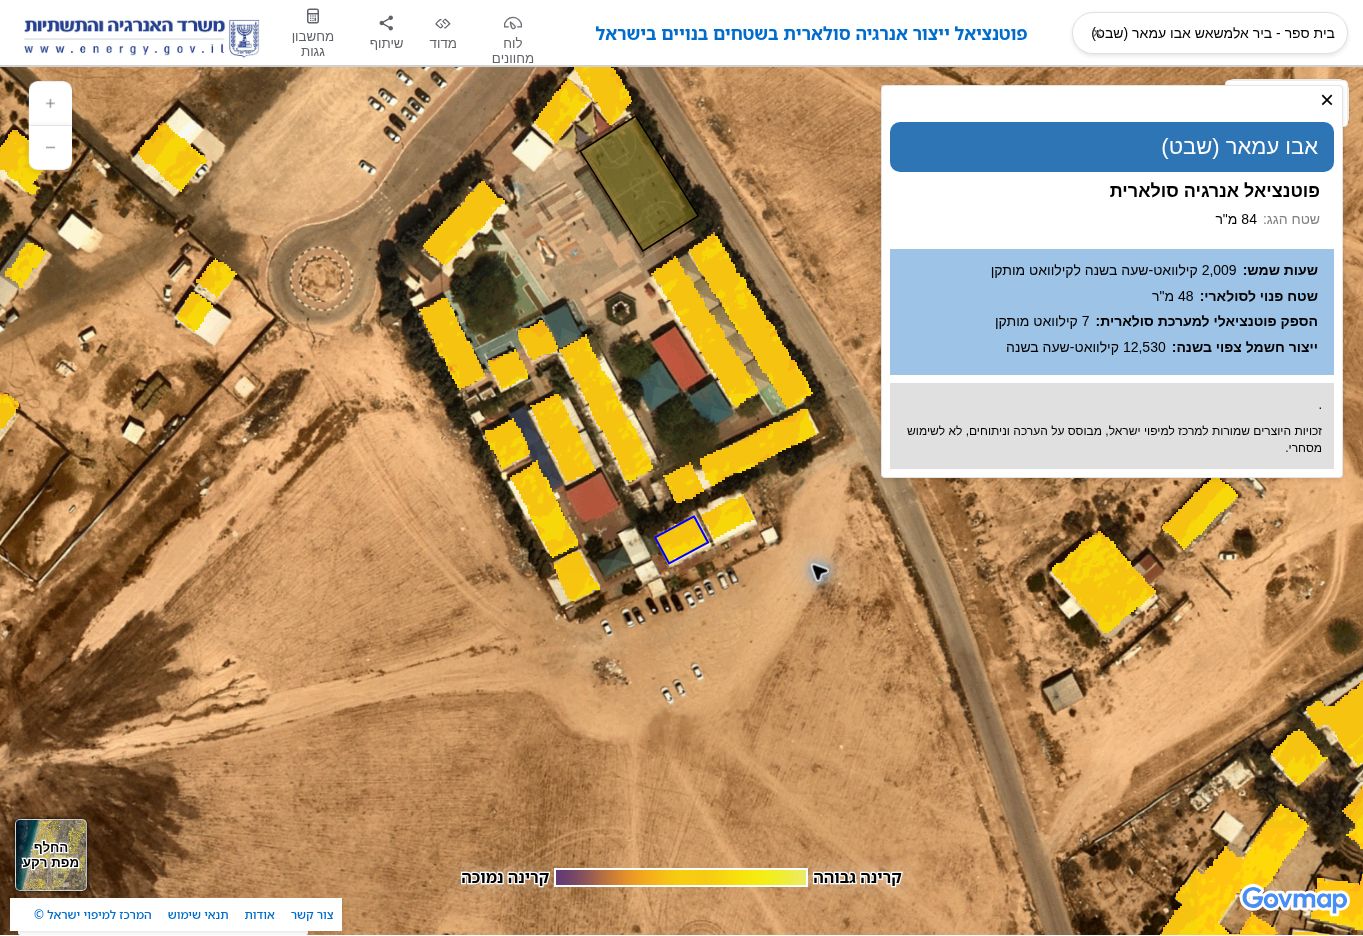 בית ספר - ביר אלמשאש אבו עמאר (שבט)
פוטנציאל ייצור אנרגיה סולארית בשטחים בנויים בישראל
לוח מחוונים
מדוד
שיתוף
מחשבון גגות
משרד האנרגיה והתשתיות
www.energy.gov.il
+
−
×
אבו עמאר (שבט)
פוטנציאל אנרגיה סולארית
שטח הגג: 84 מ"ר
שעות שמש: 2,009 קילוואט-שעה בשנה לקילוואט מותקן
שטח פנוי לסולארי: 48 מ"ר
הספק פוטנציאלי למערכת סולארית: 7 קילוואט מותקן
ייצור חשמל צפוי בשנה: 12,530 קילוואט-שעה בשנה
.
זכויות היוצרים שמורות למרכז למיפוי ישראל, מבוסס על הערכה וניתוחים, לא לשימוש
מסחרי.
החלף
מפת רקע
קרינה גבוהה
קרינה נמוכה
Govmap
צור קשר
אודות
תנאי שימוש
המרכז למיפוי ישראל ©